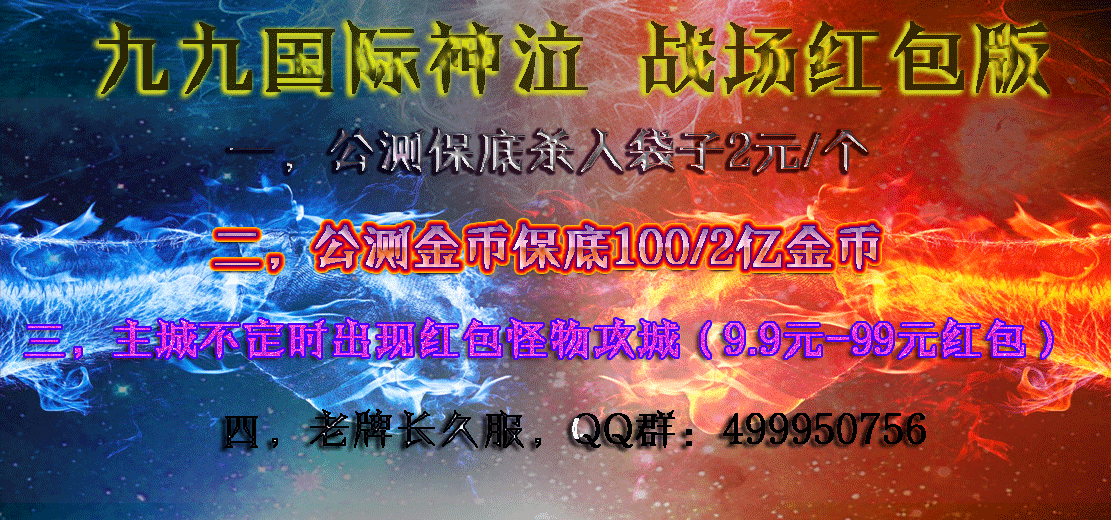 九九国际神泣 战场红包版
一，公测保底杀人袋子2元/个
二，公测金币保底100/2亿金币
三，主城不定时出现红包怪物攻城（9.9元-99元红包）
四，老牌长久服，QQ群：499950756